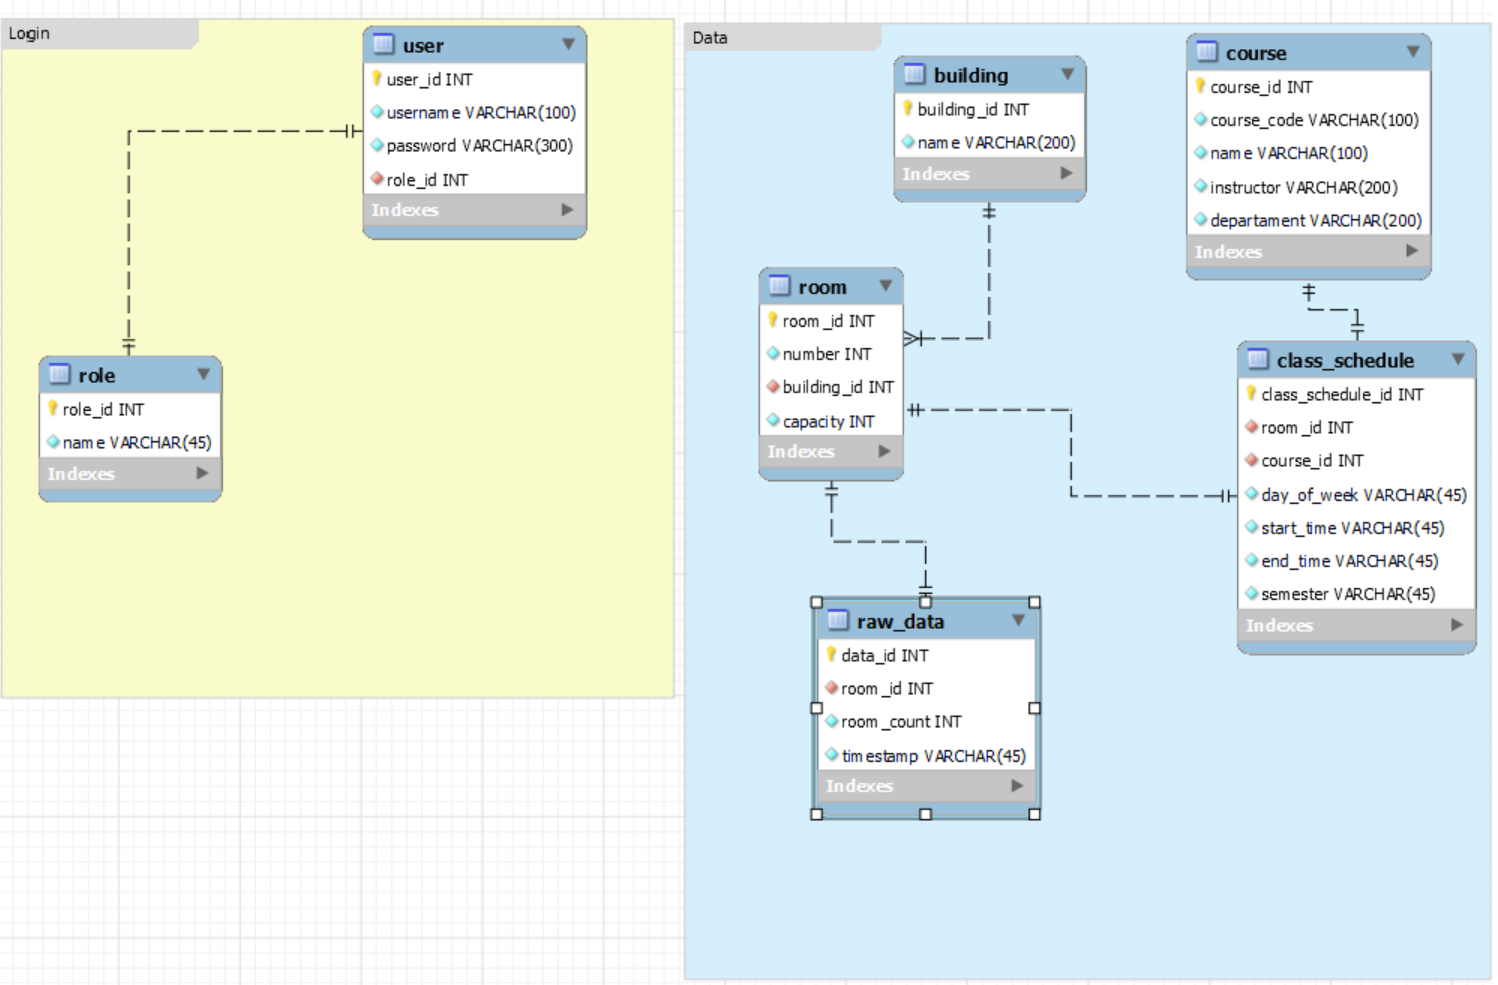 Login
user
user_id INT
username VARCHAR(100)
password VARCHAR(300)
role_id INT
Indexes
role
role_id INT
name VARCHAR(45)
Indexes
Data
building
building_id INT
name VARCHAR(200)
Indexes
course
course_id INT
course_code VARCHAR(100)
name VARCHAR(100)
instructor VARCHAR(200)
departament VARCHAR(200)
Indexes
room
room_id INT
number INT
building_id INT
capacity INT
Indexes
class_schedule
class_schedule_id INT
room_id INT
course_id INT
day_of_week VARCHAR(45)
start_time VARCHAR(45)
end_time VARCHAR(45)
semester VARCHAR(45)
Indexes
raw_data
data_id INT
room_id INT
room_count INT
timestamp VARCHAR(45)
Indexes